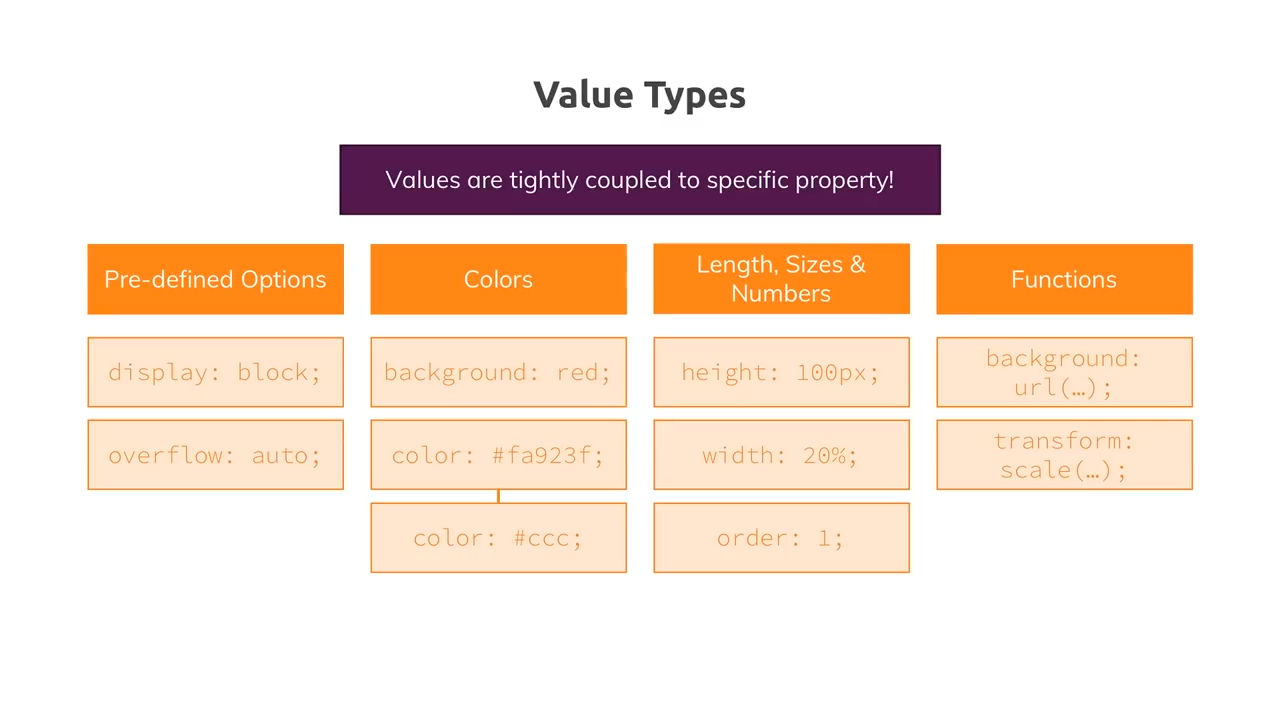 Value Types
Values are tightly coupled to specific property!
Pre-defined Options
display: block;
overflow: auto;
Colors
background: red;
color: #fa923f;
color: #ccc;
Length, Sizes &
Numbers
height: 100px;
width: 20%;
order: 1;
Functions
background:
url(…);
transform:
scale(…);